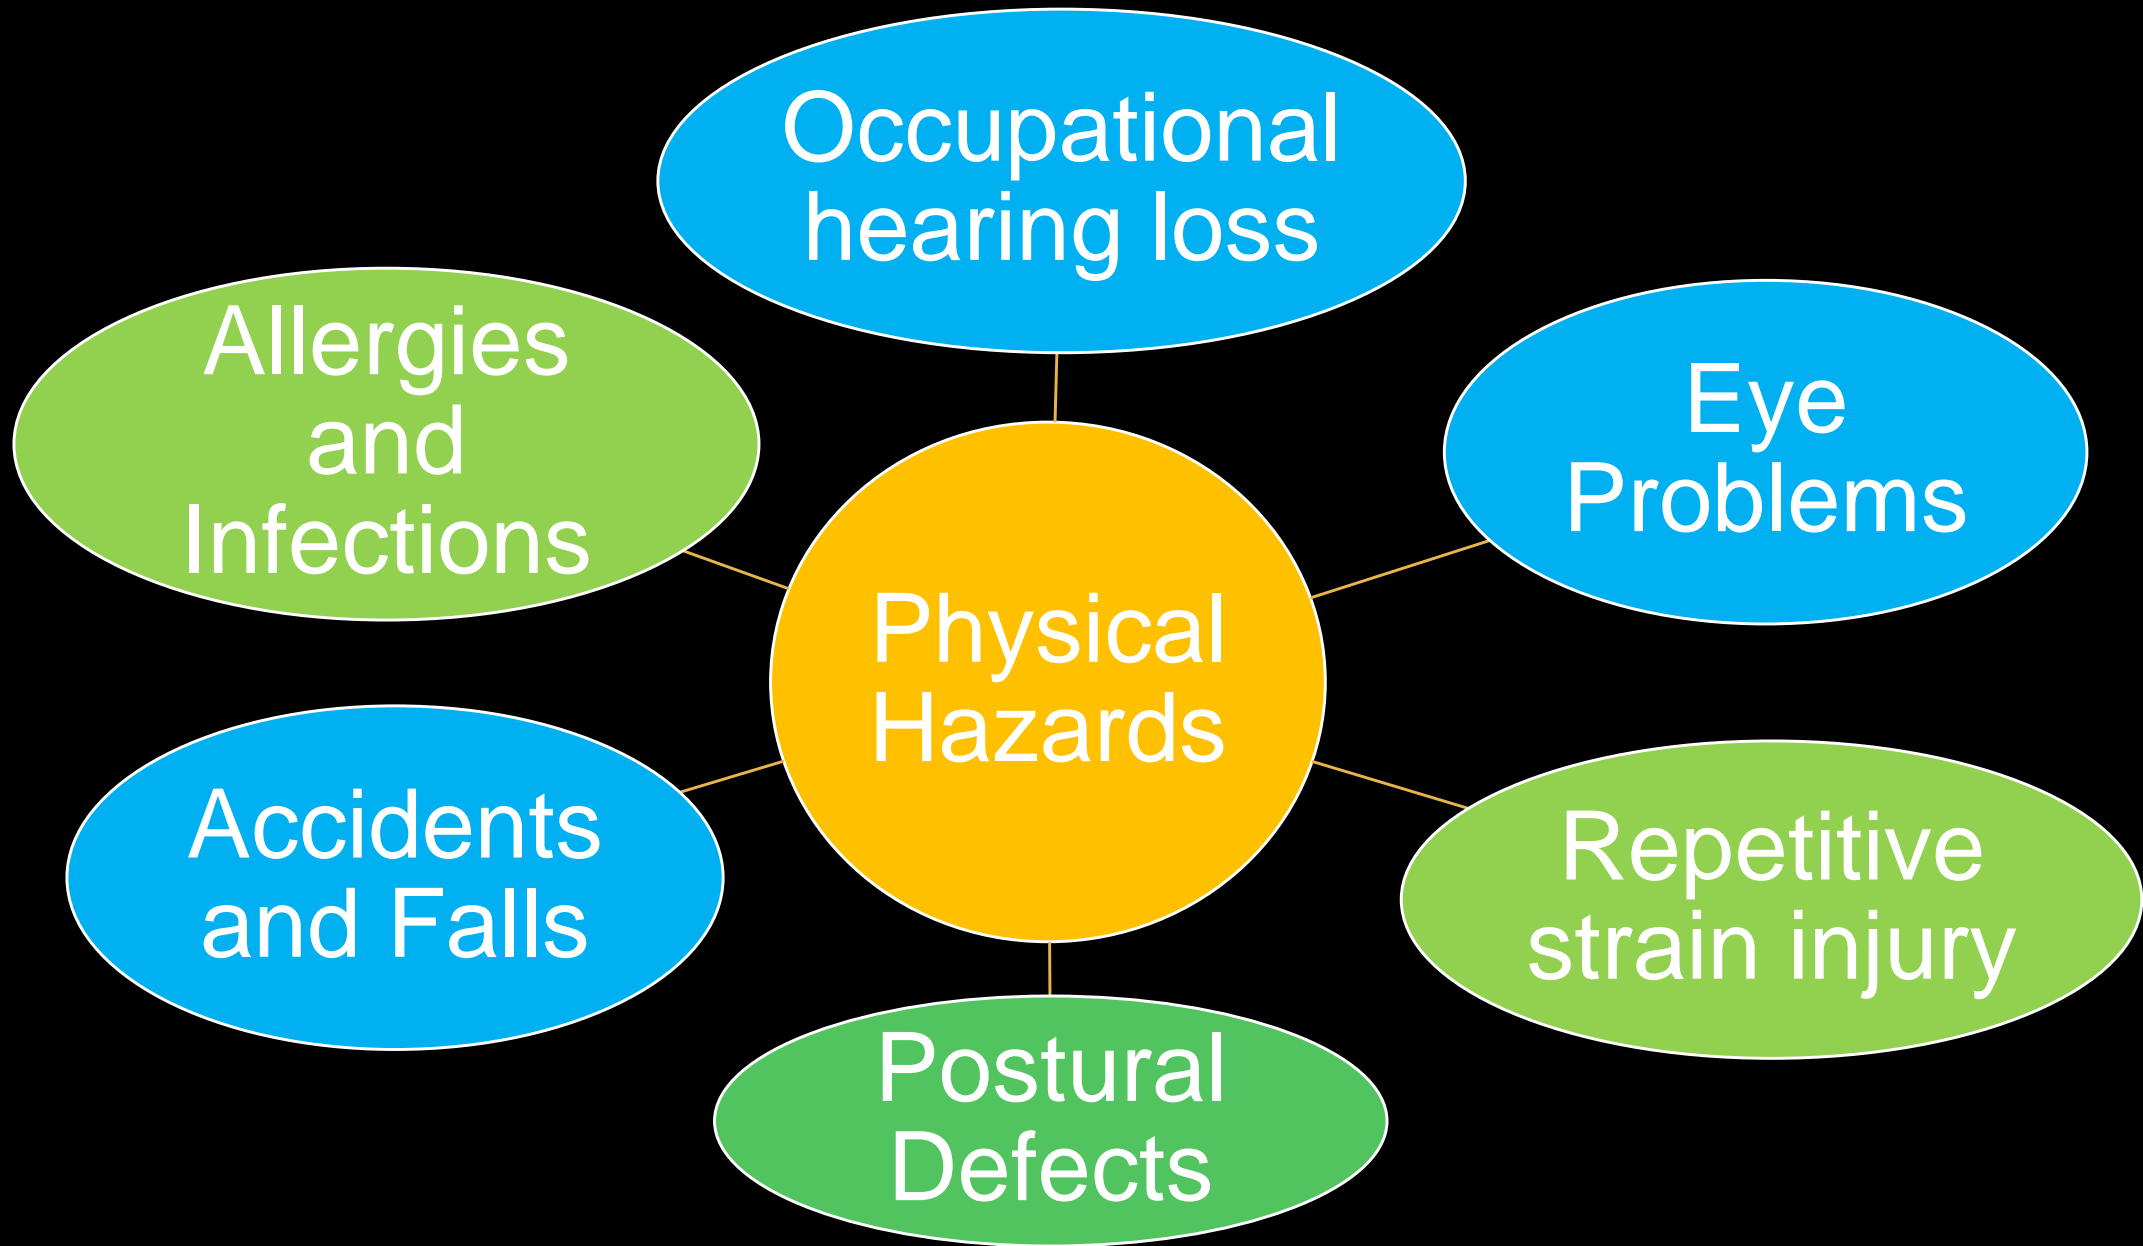 Occupational
hearing loss
Allergies
and
Infections
Eye
Problems
Physical
Hazards
Accidents
and Falls
Repetitive
strain injury
Postural
Defects